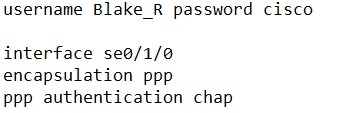 username Blake_R password cisco
interface se0/1/0
encapsulation ppp
ppp authentication chap